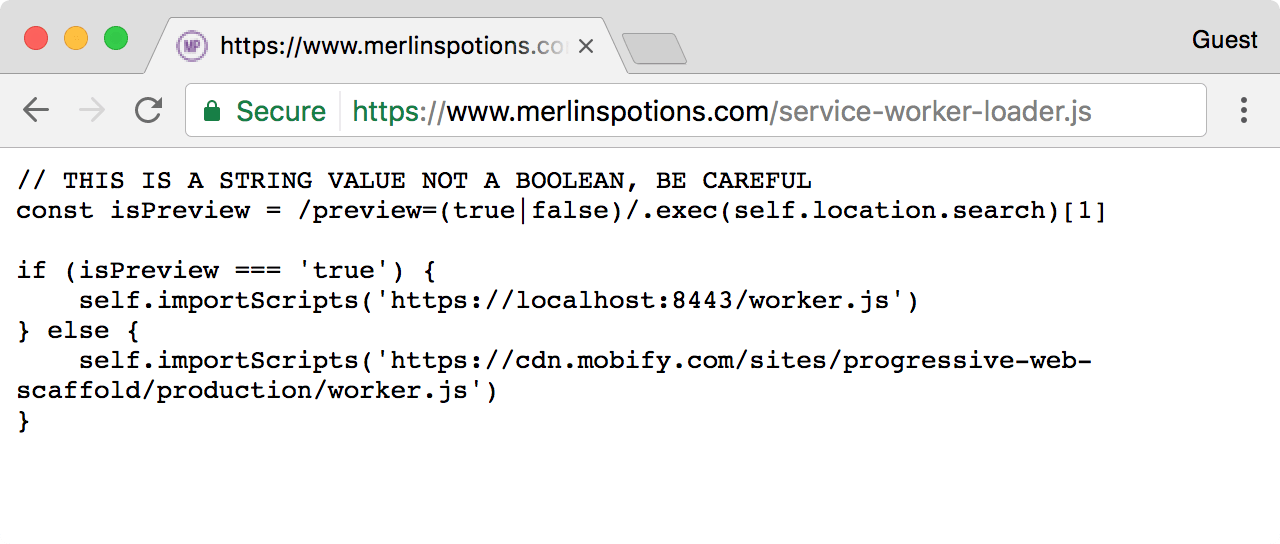 MP https://www.merlinspotions.co
Guest
Secure https://www.merlinspotions.com/service-worker-loader.js
// THIS IS A STRING VALUE NOT A BOOLEAN, BE CAREFUL
const isPreview = /preview=(true|false)/.exec(self.location.search)[1]
if (isPreview === 'true') {
    self.importScripts('https://localhost:8443/worker.js')
} else {
    self.importScripts('https://cdn.mobify.com/sites/progressive-web-
scaffold/production/worker.js')
}